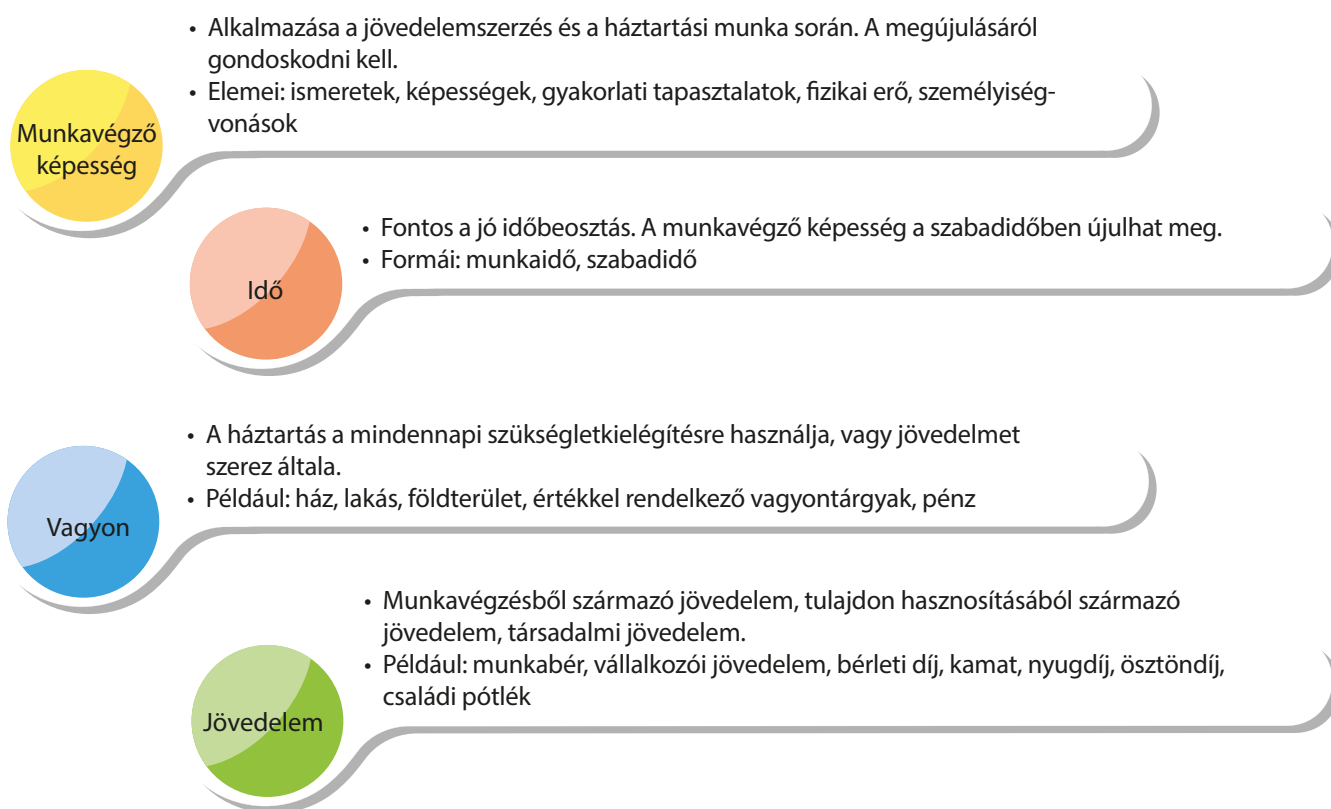 • Alkalmazása a jövedelemszerzés és a háztartási munka során. A megújulásáról
gondoskodni kell.
• Elemei: ismeretek, képességek, gyakorlati tapasztalatok, fizikai erő, személyiség-
vonások
Munkavégző
képesség
• Fontos a jó időbeosztás. A munkavégző képesség a szabadidőben újulhat meg.
• Formái: munkaidő, szabadidő
Idő
• A háztartás a mindennapi szükségletkielégítésre használja, vagy jövedelmet
szerez általa.
• Például: ház, lakás, földterület, értékkel rendelkező vagyontárgyak, pénz
Vagyon
• Munkavégzésből származó jövedelem, tulajdon hasznosításából származó
jövedelem, társadalmi jövedelem.
• Például: munkabér, vállalkozói jövedelem, bérleti díj, kamat, nyugdíj, ösztöndíj,
családi pótlék
Jövedelem